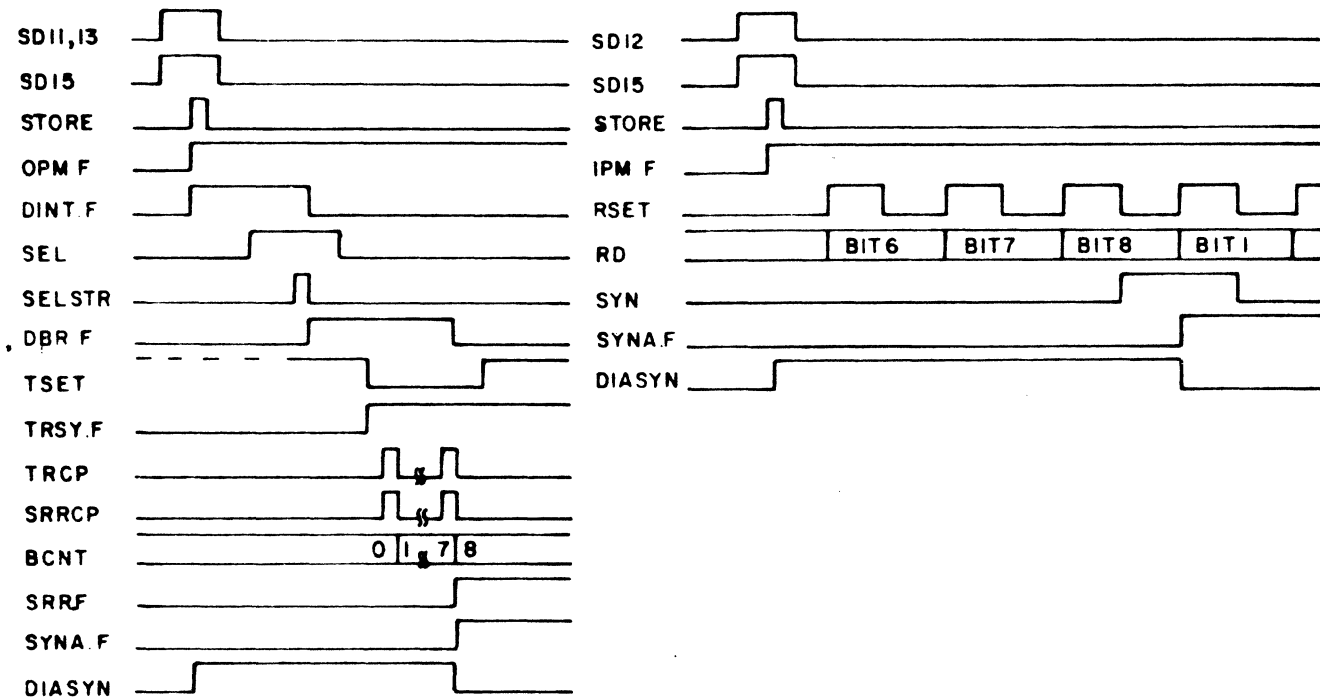 SD11,13
SD15
STORE
OPM F
DINT.F
SEL
SELSTR
DBR F
TSET
TRSY.F
TRCP
SRRCP
BCNT 0 1 7 8
SRR.F
SYNA.F
DIASYN
SD12
SD15
STORE
IPM F
RSET
RD BIT6 BIT7 BIT8 BIT1
SYN
SYNA.F
DIASYN